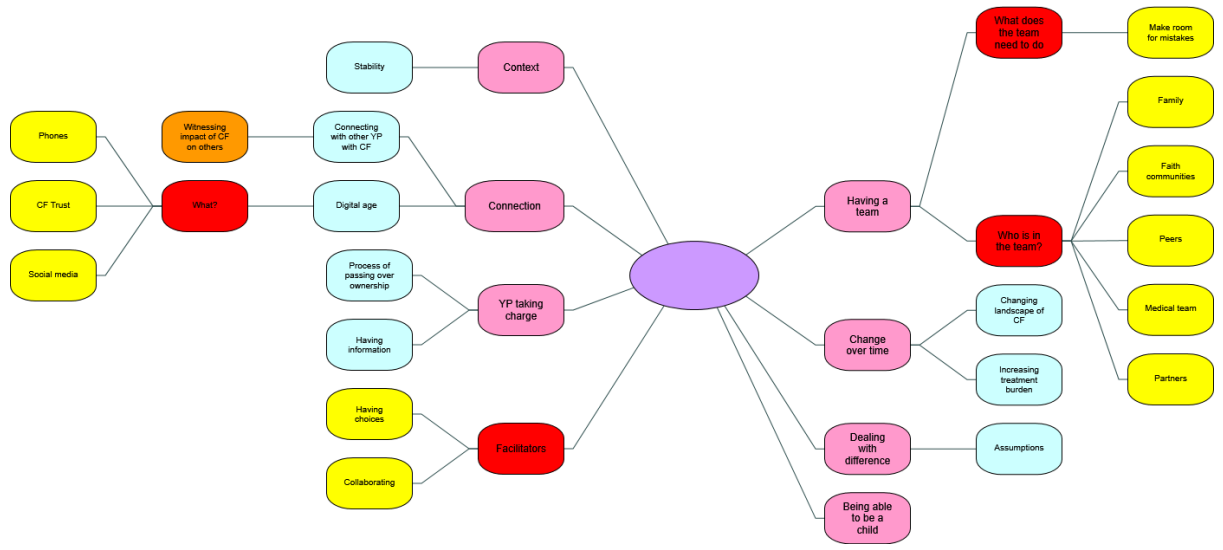 What does
the team
need to do
Make room
for mistakes
Stability
Context
Family
Phones
Witnessing
impact of CF
on others
Connecting
with other YP
with CF
Faith
communities
CF Trust
What?
Digital age
Connection
Having a
team
Who is in
the team?
Peers
Social media
Process of
passing over
ownership
YP taking
charge
Changing
landscape of
CF
Medical team
Having
information
Change
over time
Increasing
treatment
burden
Partners
Having
choices
Facilitators
Collaborating
Dealing
with
difference
Assumptions
Being able
to be a
child